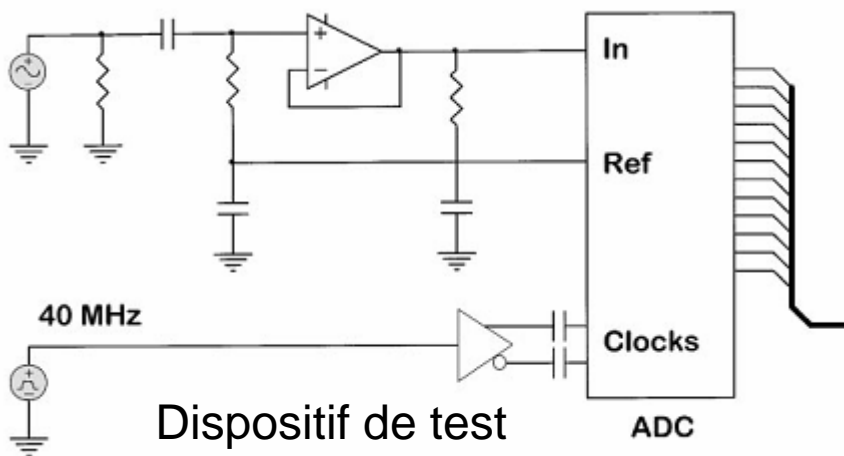 In
Ref
40 MHz
Clocks
Dispositif de test
ADC